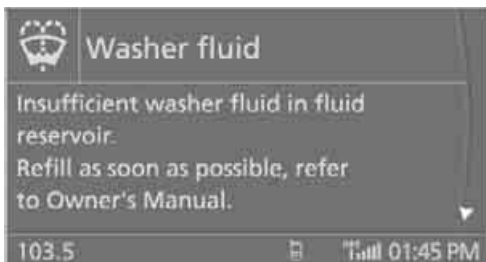 Washer fluid
Insufficient washer fluid in fluid
reservoir.
Refill as soon as possible, refer
to Owner's Manual.
103.5 01:45 PM